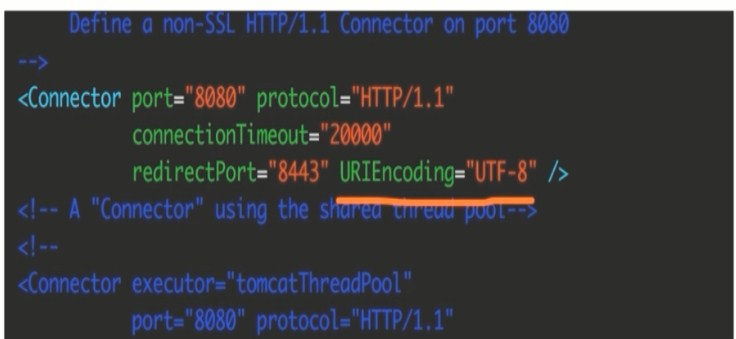 Define a non-SSL HTTP/1.1 Connector on port 8080
-->
<Connector port="8080" protocol="HTTP/1.1"
connectionTimeout="20000"
redirectPort="8443" URIEncoding="UTF-8" />
<!-- A "Connector" using the shared thread pool-->
<!--
<Connector executor="tomcatThreadPool"
port="8080" protocol="HTTP/1.1"